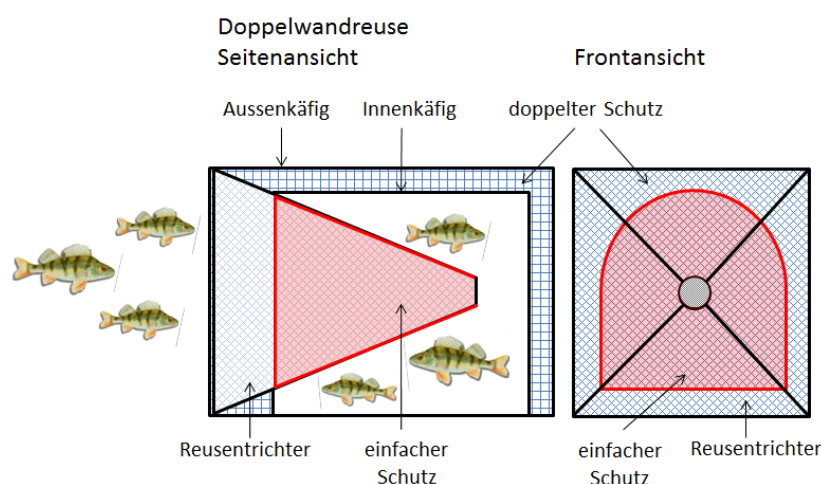 Doppelwandreuse
Seitenansicht
Frontansicht
Aussenkäfig
Innenkäfig
doppelter Schutz
Reusentrichter
einfacher
Schutz
einfacher
Schutz
Reusentrichter